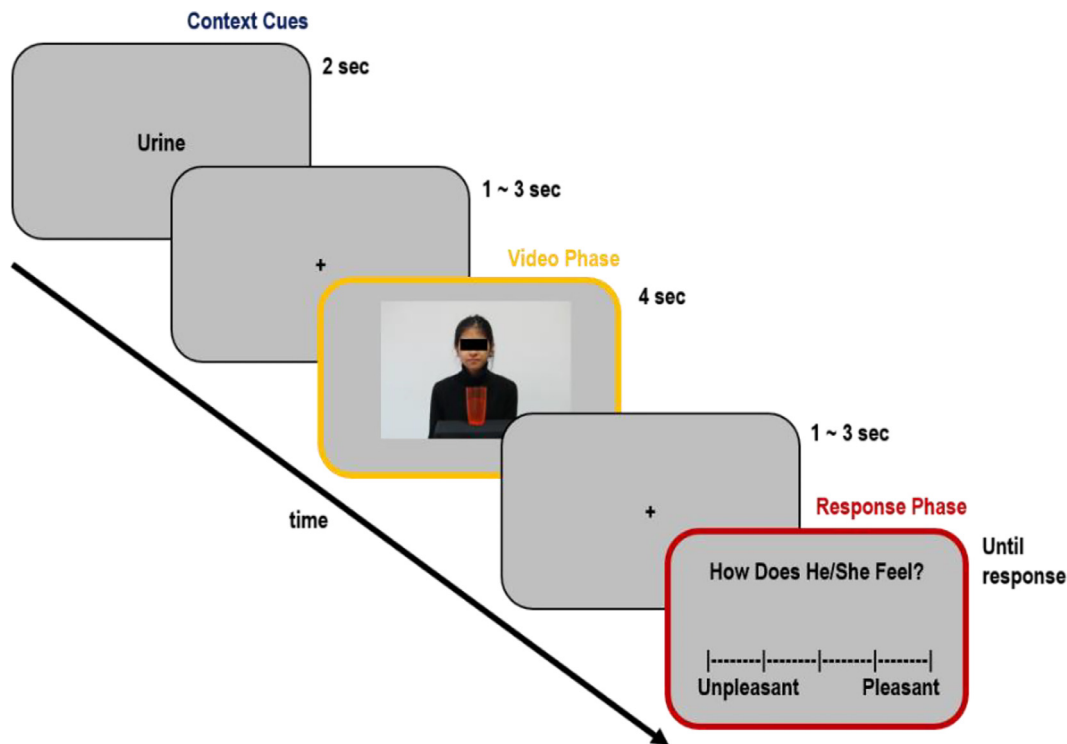 Context Cues
2 sec
Urine
1 ~ 3 sec
+
Video Phase
4 sec
1 ~ 3 sec
+
time
Response Phase
Until
response
How Does He/She Feel?
|-------|-------|-------|-------|
Unpleasant Pleasant